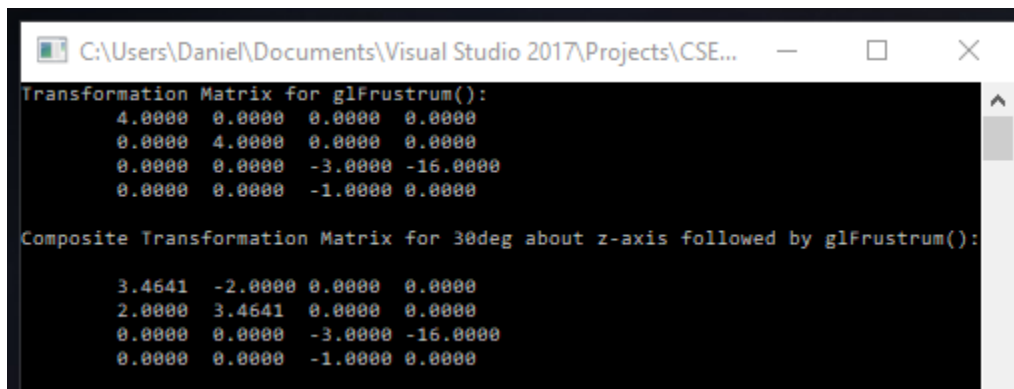 C:\Users\Daniel\Documents\Visual Studio 2017\Projects\CSE...
Transformation Matrix for glFrustrum():
4.0000 0.0000 0.0000 0.0000
0.0000 4.0000 0.0000 0.0000
0.0000 0.0000 -3.0000 -16.0000
0.0000 0.0000 -1.0000 0.0000
Composite Transformation Matrix for 30deg about z-axis followed by glFrustrum():
3.4641 -2.0000 0.0000 0.0000
2.0000 3.4641 0.0000 0.0000
0.0000 0.0000 -3.0000 -16.0000
0.0000 0.0000 -1.0000 0.0000